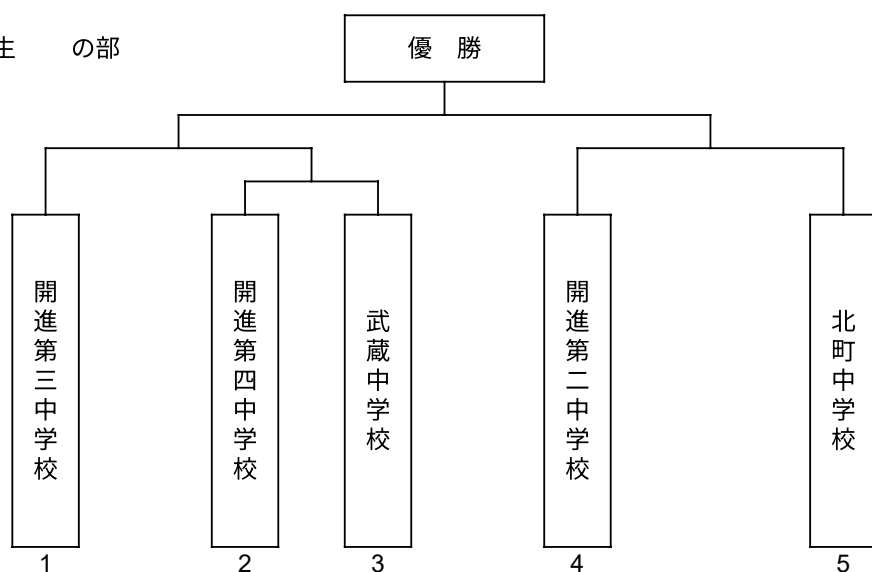 生 の部
優 勝
開進第三中学校
開進第四中学校
武蔵中学校
開進第二中学校
北町中学校
1 2 3 4 5